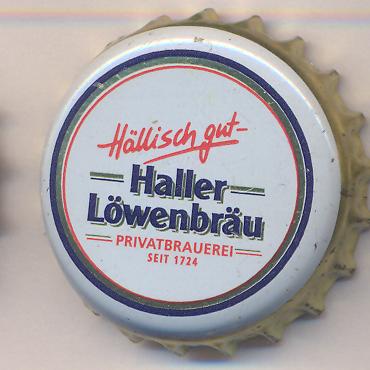 Hällisch gut-
Haller
Löwenbräu
PRIVATBRAUEREI
SEIT 1724